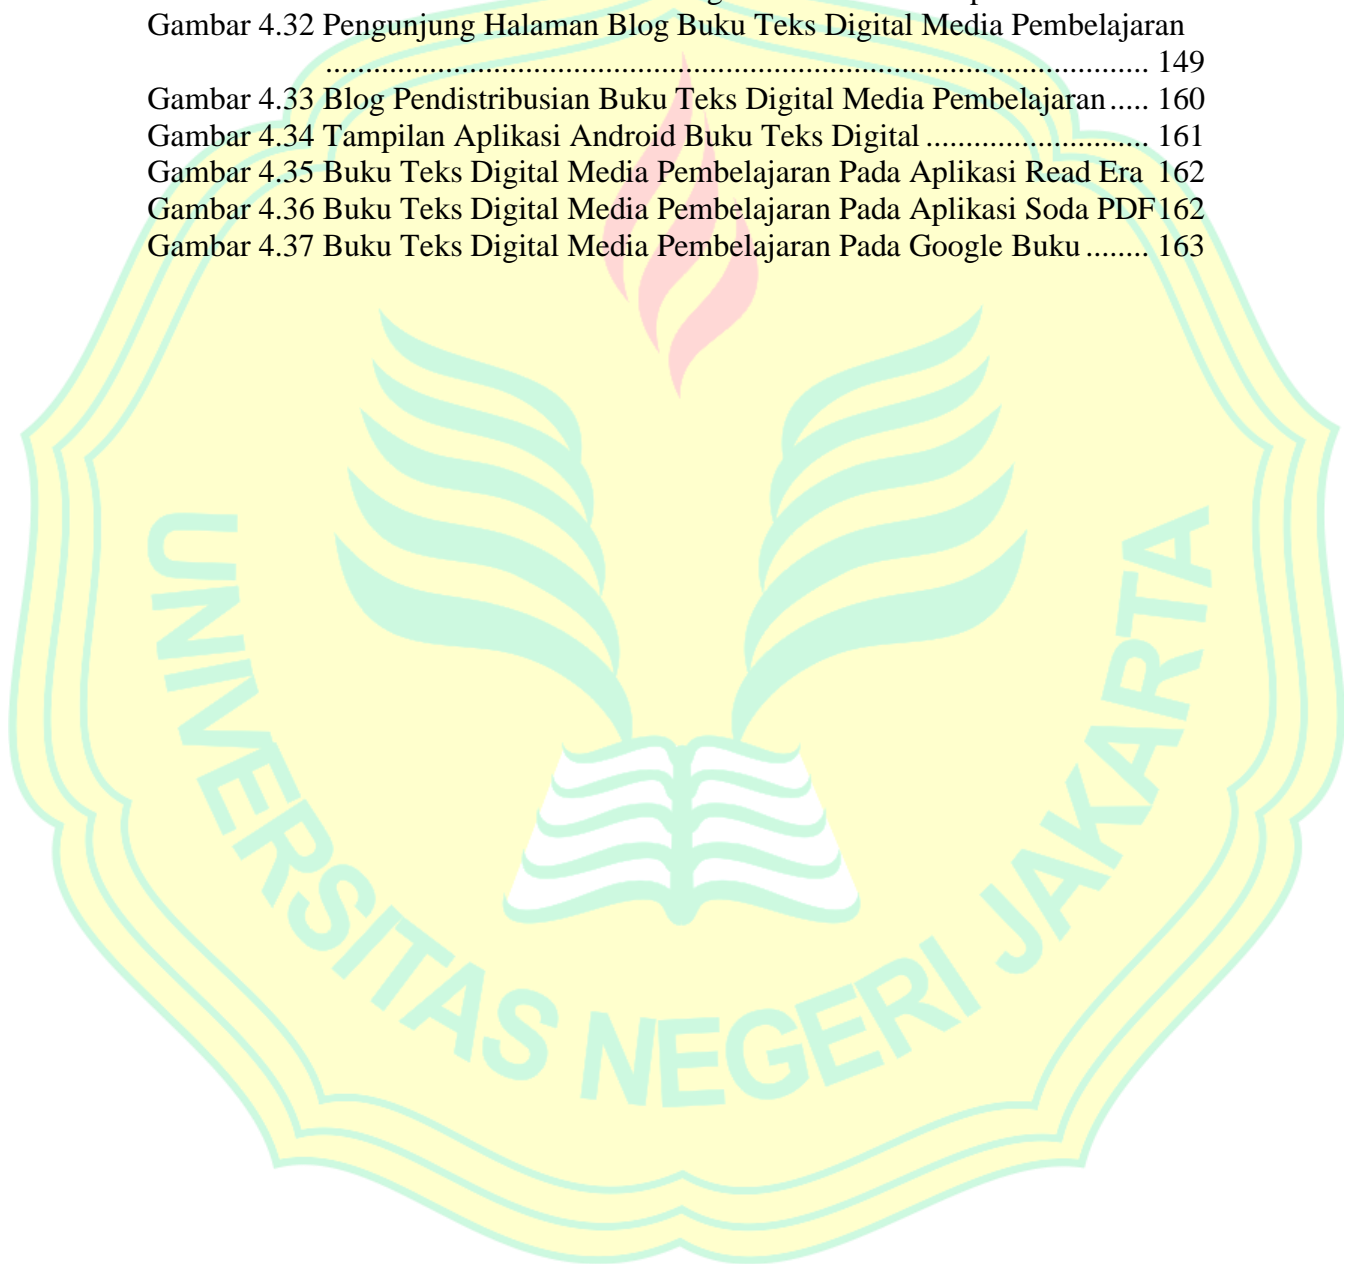 Gambar 4.32 Pengunjung Halaman Blog Buku Teks Digital Media Pembelajaran
....................................................................................................... 149
Gambar 4.33 Blog Pendistribusian Buku Teks Digital Media Pembelajaran ..... 160
Gambar 4.34 Tampilan Aplikasi Android Buku Teks Digital ............................ 161
Gambar 4.35 Buku Teks Digital Media Pembelajaran Pada Aplikasi Read Era 162
Gambar 4.36 Buku Teks Digital Media Pembelajaran Pada Aplikasi Soda PDF162
Gambar 4.37 Buku Teks Digital Media Pembelajaran Pada Google Buku ........ 163
UNIVERSITAS NEGERI JAKARTA